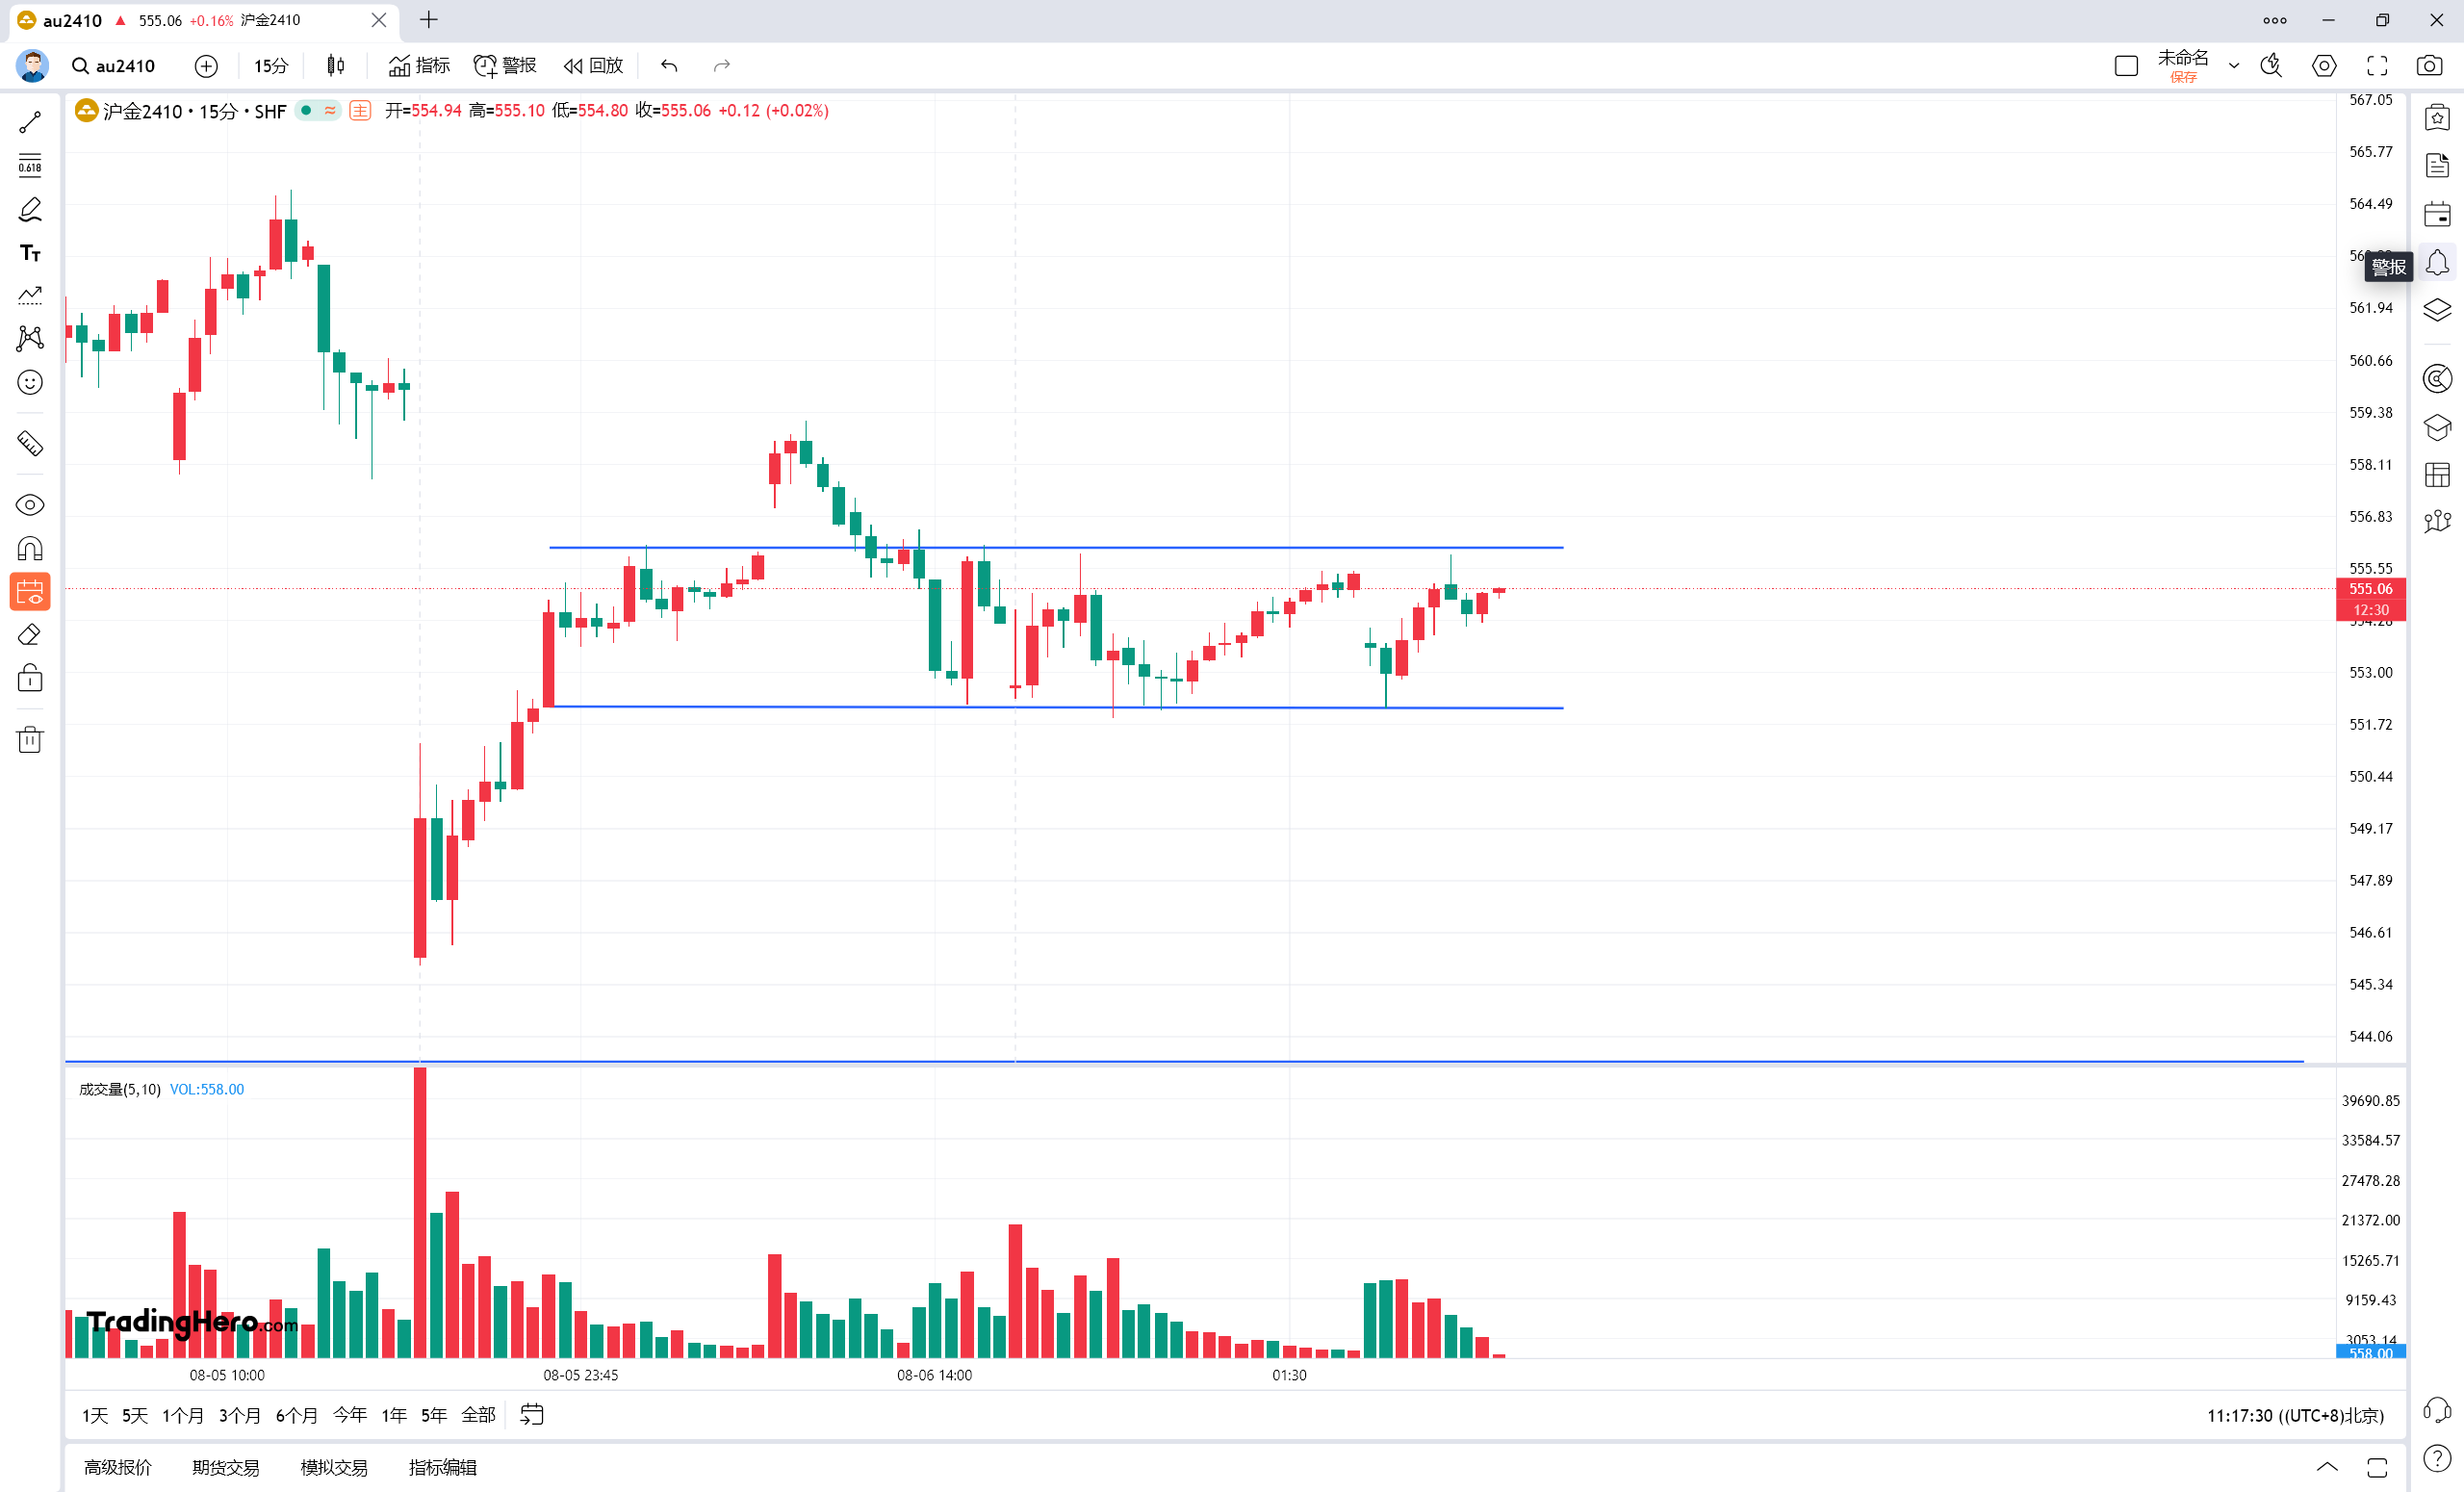 au2410 ▲ 555.06 +0.16% 沪金2410
au2410 15分 指标 警报 回放 未命名
保存
沪金2410 · 15分 · SHF 主 开=554.94 高=555.10 低=554.80 收=555.06 +0.12 (+0.02%)
0.618
567.05
565.77
564.49
警报
561.94
560.66
559.38
558.11
556.83
555.55
555.06
12:30
553.00
551.72
550.44
549.17
547.89
546.61
545.34
544.06
成交量(5,10) VOL:558.00
39690.85
33584.57
27478.28
21372.00
15265.71
9159.43
3053.14
558.00
TradingHero.com
08-05 10:00 08-05 23:45 08-06 14:00 01:30
1天 5天 1个月 3个月 6个月 今年 1年 5年 全部 11:17:30 ((UTC+8)北京)
高级报价 期货交易 模拟交易 指标编辑